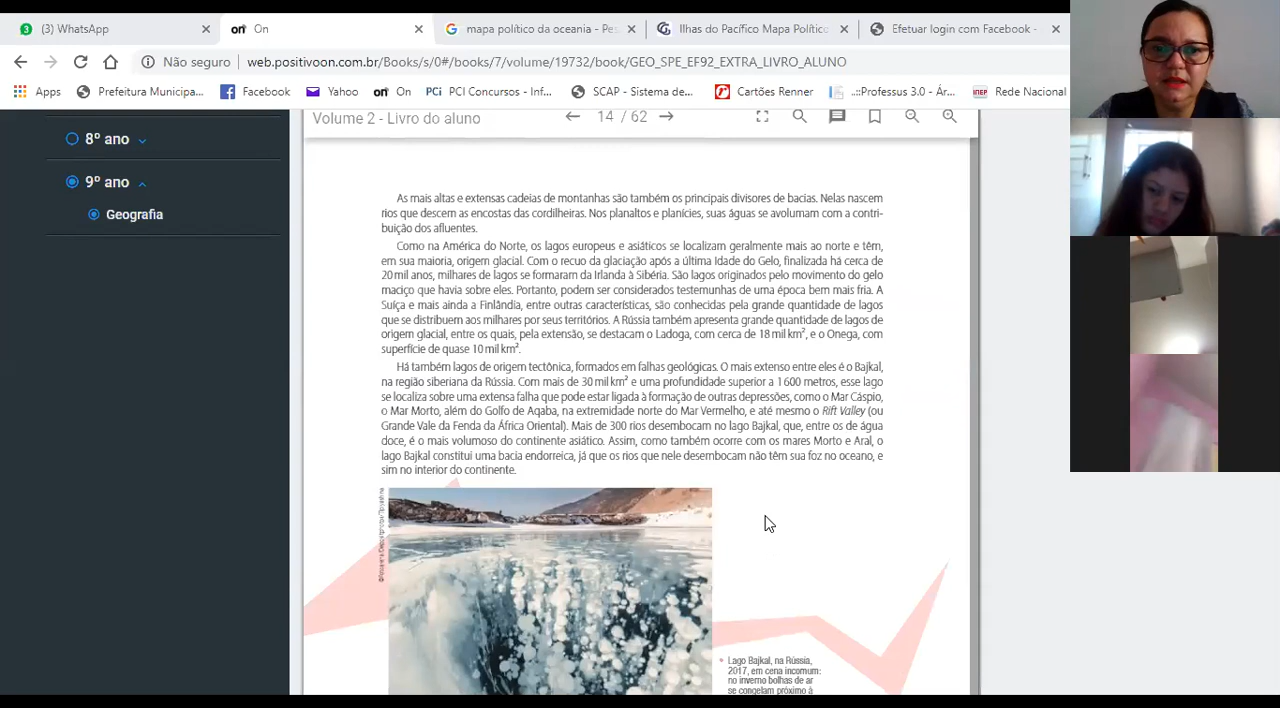 (3) WhatsApp
On
mapa político da oceania - Pes
Ilhas do Pacífico Mapa Político
Efetuar login com Facebook -
Não seguro
web.positivoon.com.br/Books/s/0#/books/7/volume/19732/book/GEO_SPE_EF92_EXTRA_LIVRO_ALUNO
Apps
Prefeitura Municipa...
Facebook
Yahoo
On
PCI Concursos - Inf...
SCAP - Sistema de...
Cartões Renner
..::Professus 3.0 - Ár...
Rede Nacional
8º ano
9º ano
Geografia
Volume 2 - Livro do aluno
14 / 62
As mais altas e extensas cadeias de montanhas são também os principais divisores de bacias. Nelas nascem
rios que descem as encostas das cordilheiras. Nos planaltos e planícies, suas águas se avolumam com a contri-
buição dos afluentes.
Como na América do Norte, os lagos europeus e asiáticos se localizam geralmente mais ao norte e têm,
em sua maioria, origem glacial. Com o recuo da glaciação após a última Idade do Gelo, finalizada há cerca de
20 mil anos, milhares de lagos se formaram da Irlanda à Sibéria. São lagos originados pelo movimento do gelo
maciço que havia sobre eles. Portanto, podem ser considerados testemunhas de uma época bem mais fria. A
Suíça e mais ainda a Finlândia, entre outras características, são conhecidas pela grande quantidade de lagos
que se distribuem aos milhares por seus territórios. A Rússia também apresenta grande quantidade de lagos de
origem glacial, entre os quais, pela extensão, se destacam o Ladoga, com cerca de 18 mil km², e o Onega, com
superfície de quase 10 mil km².
Há também lagos de origem tectônica, formados em falhas geológicas. O mais extenso entre eles é o Bajkal,
na região siberiana da Rússia. Com mais de 30 mil km² e uma profundidade superior a 1 600 metros, esse lago
se localiza sobre uma extensa falha que pode estar ligada à formação de outras depressões, como o Mar Cáspio,
o Mar Morto, além do Golfo de Aqaba, na extremidade norte do Mar Vermelho, e até mesmo o Rift Valley (ou
Grande Vale da Fenda da África Oriental). Mais de 300 rios desembocam no lago Bajkal, que, entre os de água
doce, é o mais volumoso do continente asiático. Assim, como também ocorre com os mares Morto e Aral, o
lago Bajkal constitui uma bacia endorreica, já que os rios que nele desembocam não têm sua foz no oceano, e
sim no interior do continente.
Lago Bajkal, na Rússia,
2017, em cena incomum:
no inverno bolhas de ar
se congelam próximo à